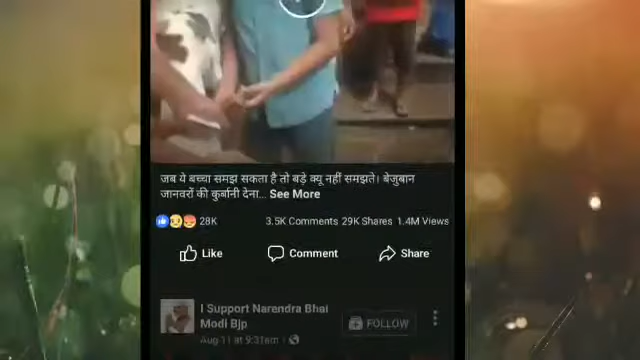 जब ये बच्चा समझ सकता है तो बड़े क्यू नहीं समझते। बेजुबान
जानवरों की कुर्बानी देना... See More
28K 3.5K Comments 29K Shares 1.4M Views
Like Comment Share
I Support Narendra Bhai
Modi Bjp
FOLLOW
Aug 11 at 9:31am